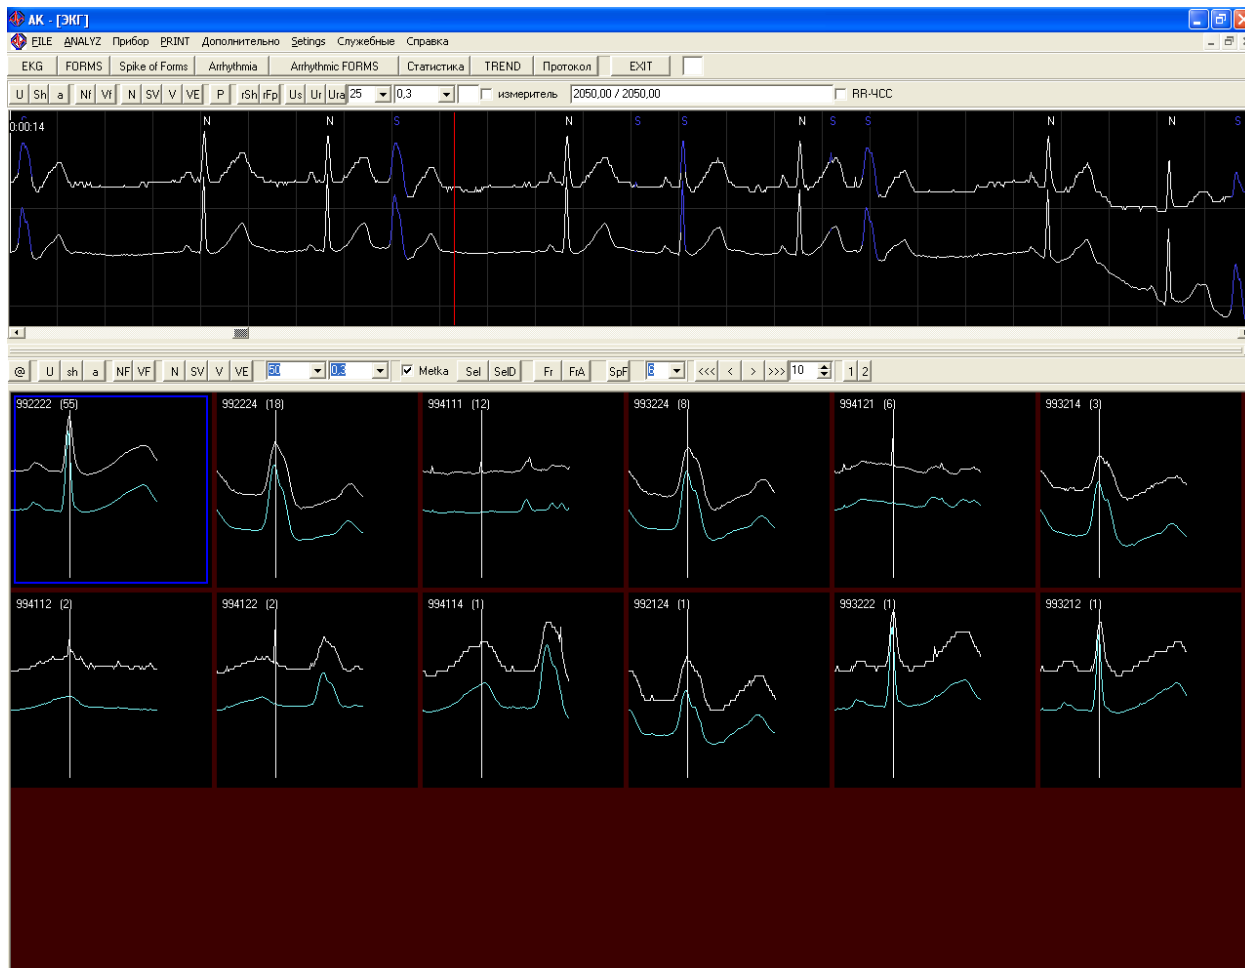 АК - [ЭКГ]
FILE ANALYZ Прибор PRINT Дополнительно Setings Служебные Справка
EKG FORMS Spike of Forms Arrhythmia Arrhythmic FORMS Статистика TREND Протокол EXIT
U Sh a Nf Vf N SV V VE P rSh rFp Us Ur Ura 25 0,3 измеритель 2050,00 / 2050,00 RR-ЧСС
0:00:14 N N S N S S N S S N N S
@ U sh a NF VF N SV V VE 50 0,3 Metka Sel SelD Fr FrA SpF 6 <<< < > >>> 10 1 2
992222 (55) 992224 (18) 994111 (12) 993224 (8) 994121 (6) 993214 (3)
994112 (2) 994122 (2) 994114 (1) 992124 (1) 993222 (1) 993212 (1)